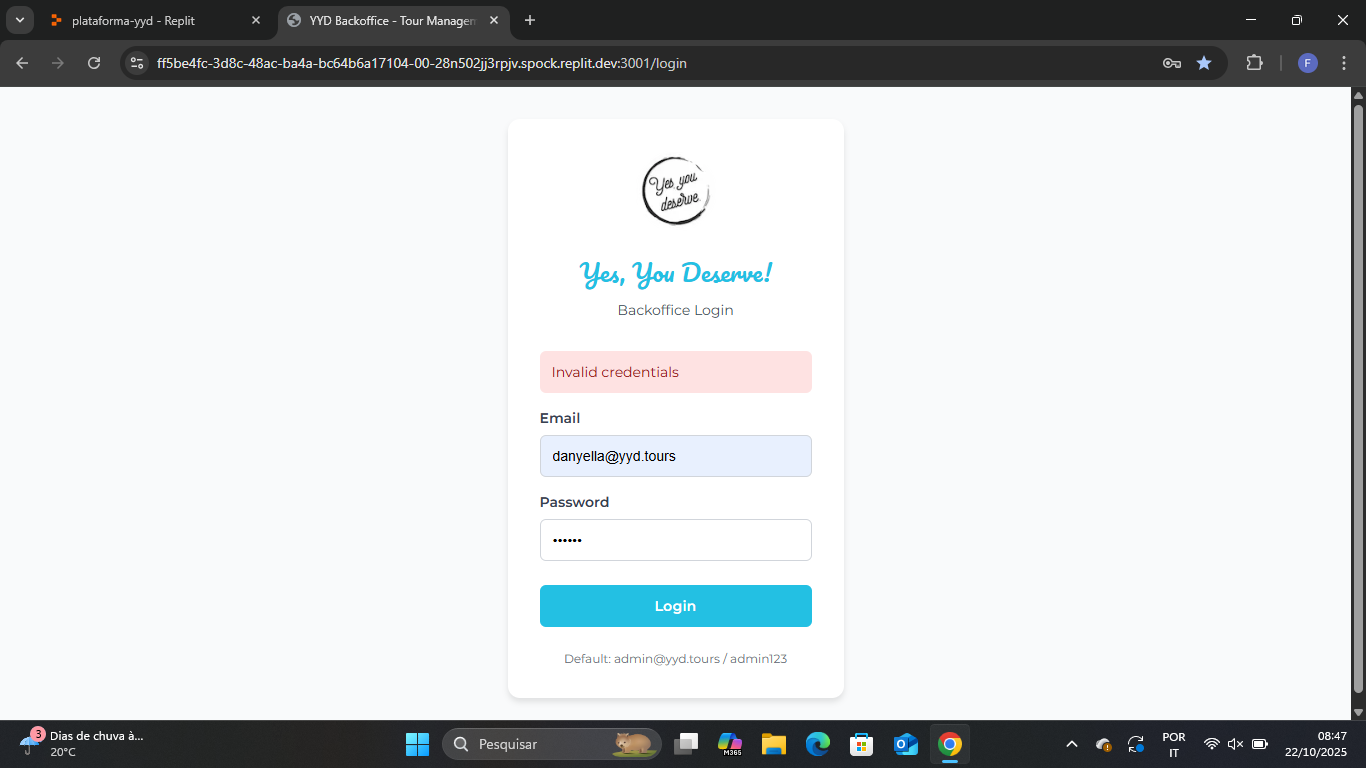 plataforma-yyd - Replit
YYD Backoffice - Tour Managem
ff5be4fc-3d8c-48ac-ba4a-bc64b6a17104-00-28n502jj3rpjv.spock.replit.dev:3001/login
F
Yes you
deserve
Yes, You Deserve!
Backoffice Login
Invalid credentials
Email
danyella@yyd.tours
Password
••••••
Login
Default: admin@yyd.tours / admin123
3
Dias de chuva à...
20°C
Pesquisar
M365
POR
IT
08:47
22/10/2025